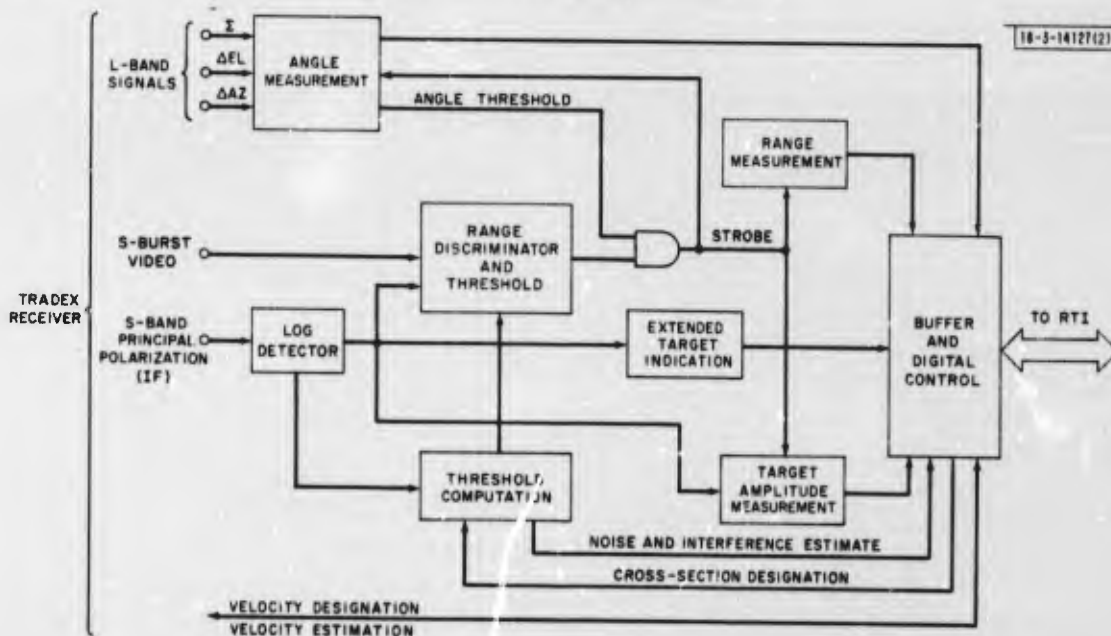 18-3-14127(2)
L-BAND
SIGNALS
Σ
ΔEL
ΔAZ
ANGLE
MEASUREMENT
ANGLE THRESHOLD
RANGE
MEASUREMENT
S-BURST
VIDEO
RANGE
DISCRIMINATOR
AND
THRESHOLD
STROBE
TRADEX
RECEIVER
S-BAND
PRINCIPAL
POLARIZATION
(IF)
LOG
DETECTOR
EXTENDED
TARGET
INDICATION
BUFFER
AND
DIGITAL
CONTROL
TO RTI
THRESHOLD
COMPUTATION
TARGET
AMPLITUDE
MEASUREMENT
NOISE AND INTERFERENCE ESTIMATE
CROSS-SECTION DESIGNATION
VELOCITY DESIGNATION
VELOCITY ESTIMATION